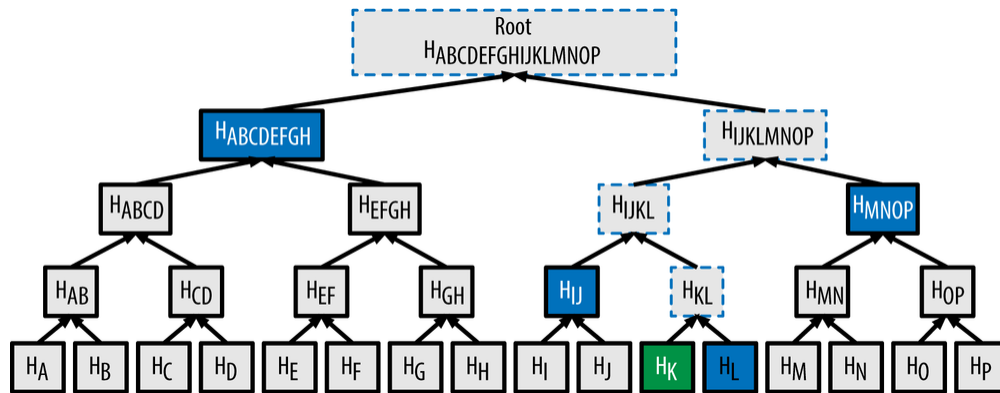 Root
HABCDEFGHIJKLMNOP
HABCDEFGH
HIJKLMNOP
HABCD
HEFGH
HIJKL
HMNOP
HAB
HCD
HEF
HGH
HIJ
HKL
HMN
HOP
HA
HB
HC
HD
HE
HF
HG
HH
HI
HJ
HK
HL
HM
HN
HO
HP